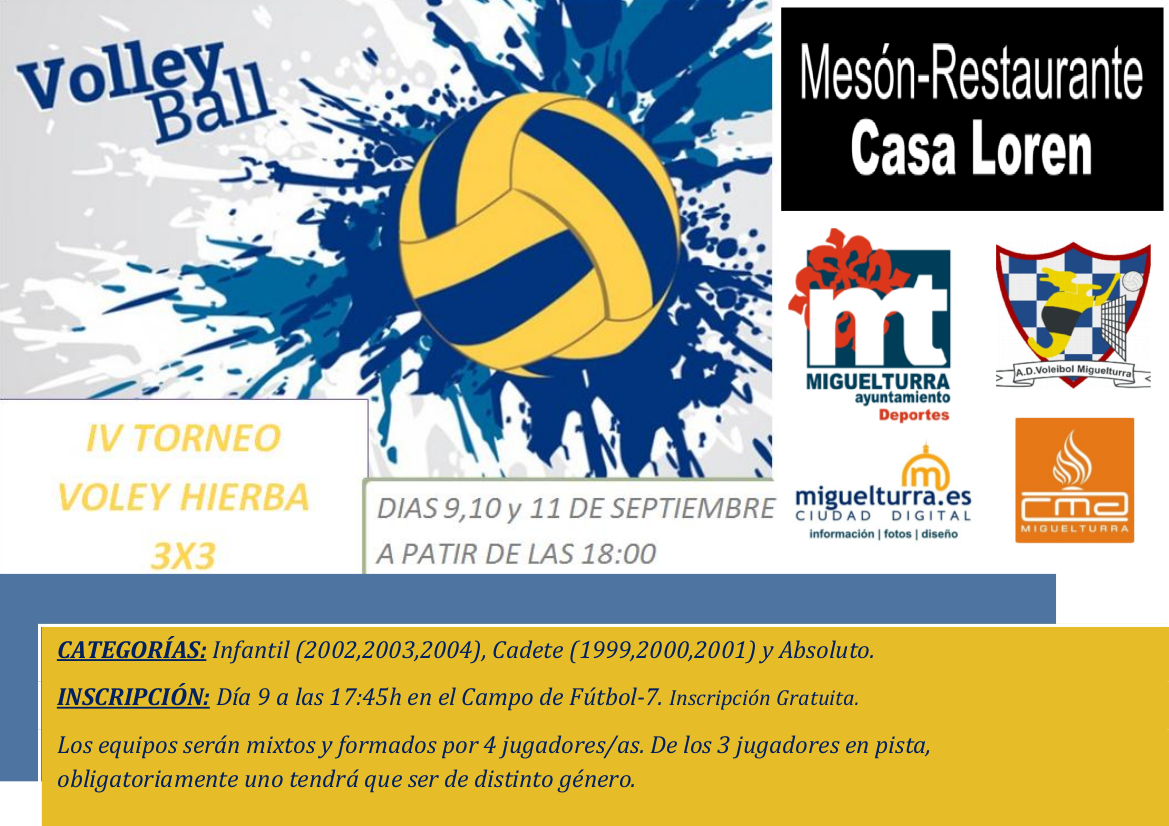 Volley
Ball
Mesón-Restaurante
Casa Loren
mt
MIGUELTURRA
ayuntamiento
Deportes
A.D.Voleibol Miguelturra
m
miguelturra.es
CIUDAD DIGITAL
información | fotos | diseño
cma
MIGUELTURRA
IV TORNEO
VOLEY HIERBA
3X3
DIAS 9,10 y 11 DE SEPTIEMBRE
A PATIR DE LAS 18:00
CATEGORÍAS: Infantil (2002,2003,2004), Cadete (1999,2000,2001) y Absoluto.
INSCRIPCIÓN: Día 9 a las 17:45h en el Campo de Fútbol-7. Inscripción Gratuita.
Los equipos serán mixtos y formados por 4 jugadores/as. De los 3 jugadores en pista,
obligatoriamente uno tendrá que ser de distinto género.